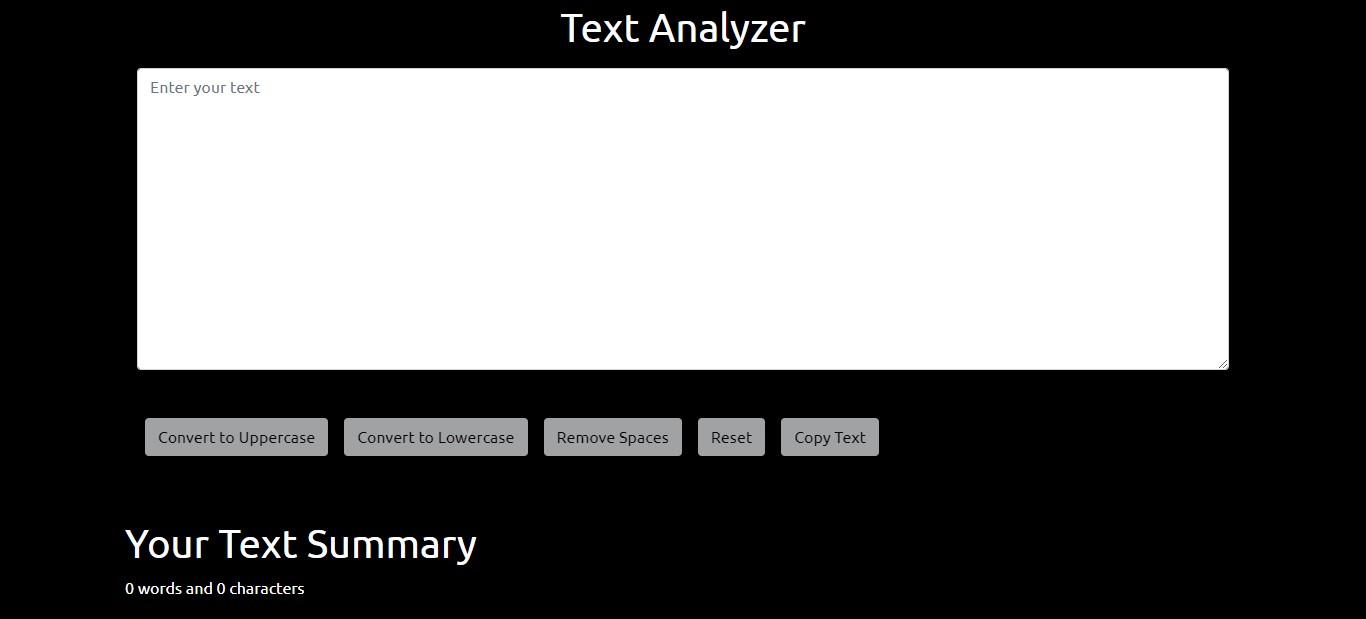 Text Analyzer
Enter your text
Convert to Uppercase Convert to Lowercase Remove Spaces Reset Copy Text
Your Text Summary
0 words and 0 characters